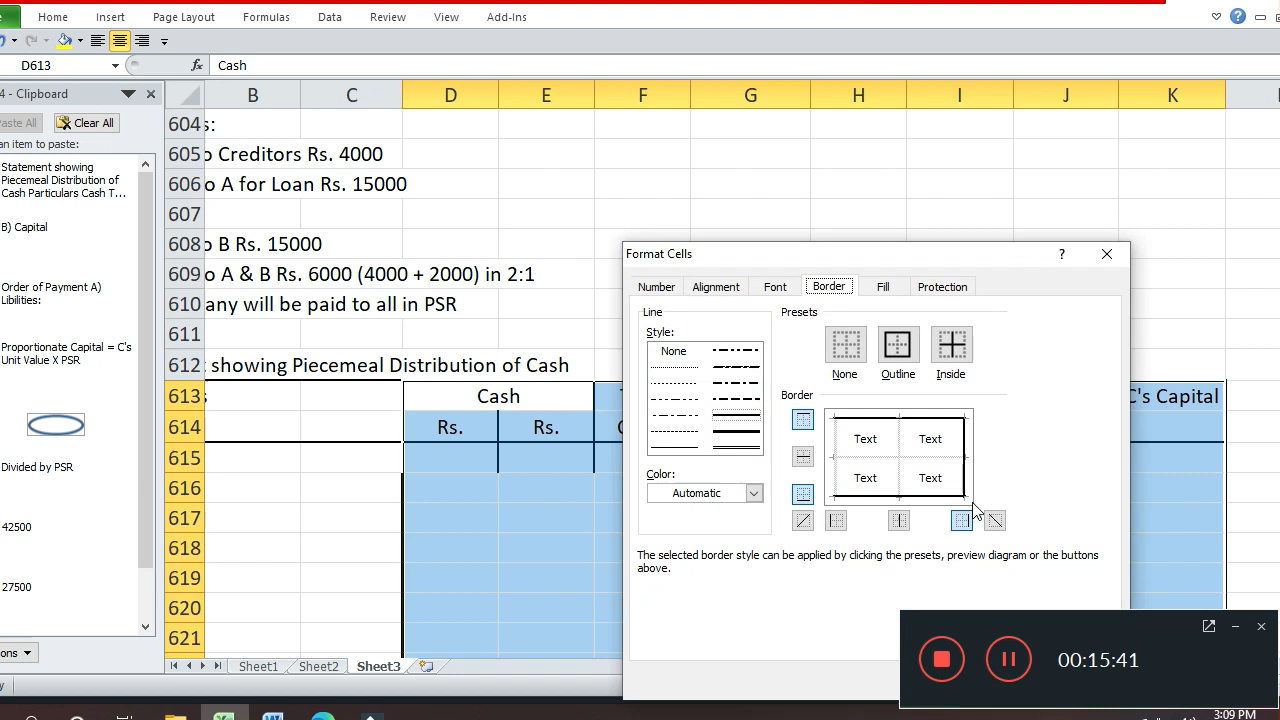 Home Insert Page Layout Formulas Data Review View Add-Ins
D613 fx Cash
4 - Clipboard
B C D E F G H I J K
Paste All Clear All
an item to paste:
Statement showing
Piecemeal Distribution of
Cash Particulars Cash T...
B) Capital
Order of Payment A)
Libilities:
Proportionate Capital = C's
Unit Value X PSR
Divided by PSR
42500
27500
ons
604 s:
605 o Creditors Rs. 4000
606 o A for Loan Rs. 15000
607
608 o B Rs. 15000
609 o A & B Rs. 6000 (4000 + 2000) in 2:1
610 any will be paid to all in PSR
611
612 : showing Piecemeal Distribution of Cash
613 s Cash T C's Capital
614 Rs. Rs. C
615
616
617
618
619
620
621
Format Cells ?
Number Alignment Font Border Fill Protection
Line
Style:
None
Color:
Automatic
Presets
None Outline Inside
Border
Text Text
Text Text
The selected border style can be applied by clicking the presets, preview diagram or the buttons
above.
00:15:41
Sheet1 Sheet2 Sheet3
y
3:09 PM